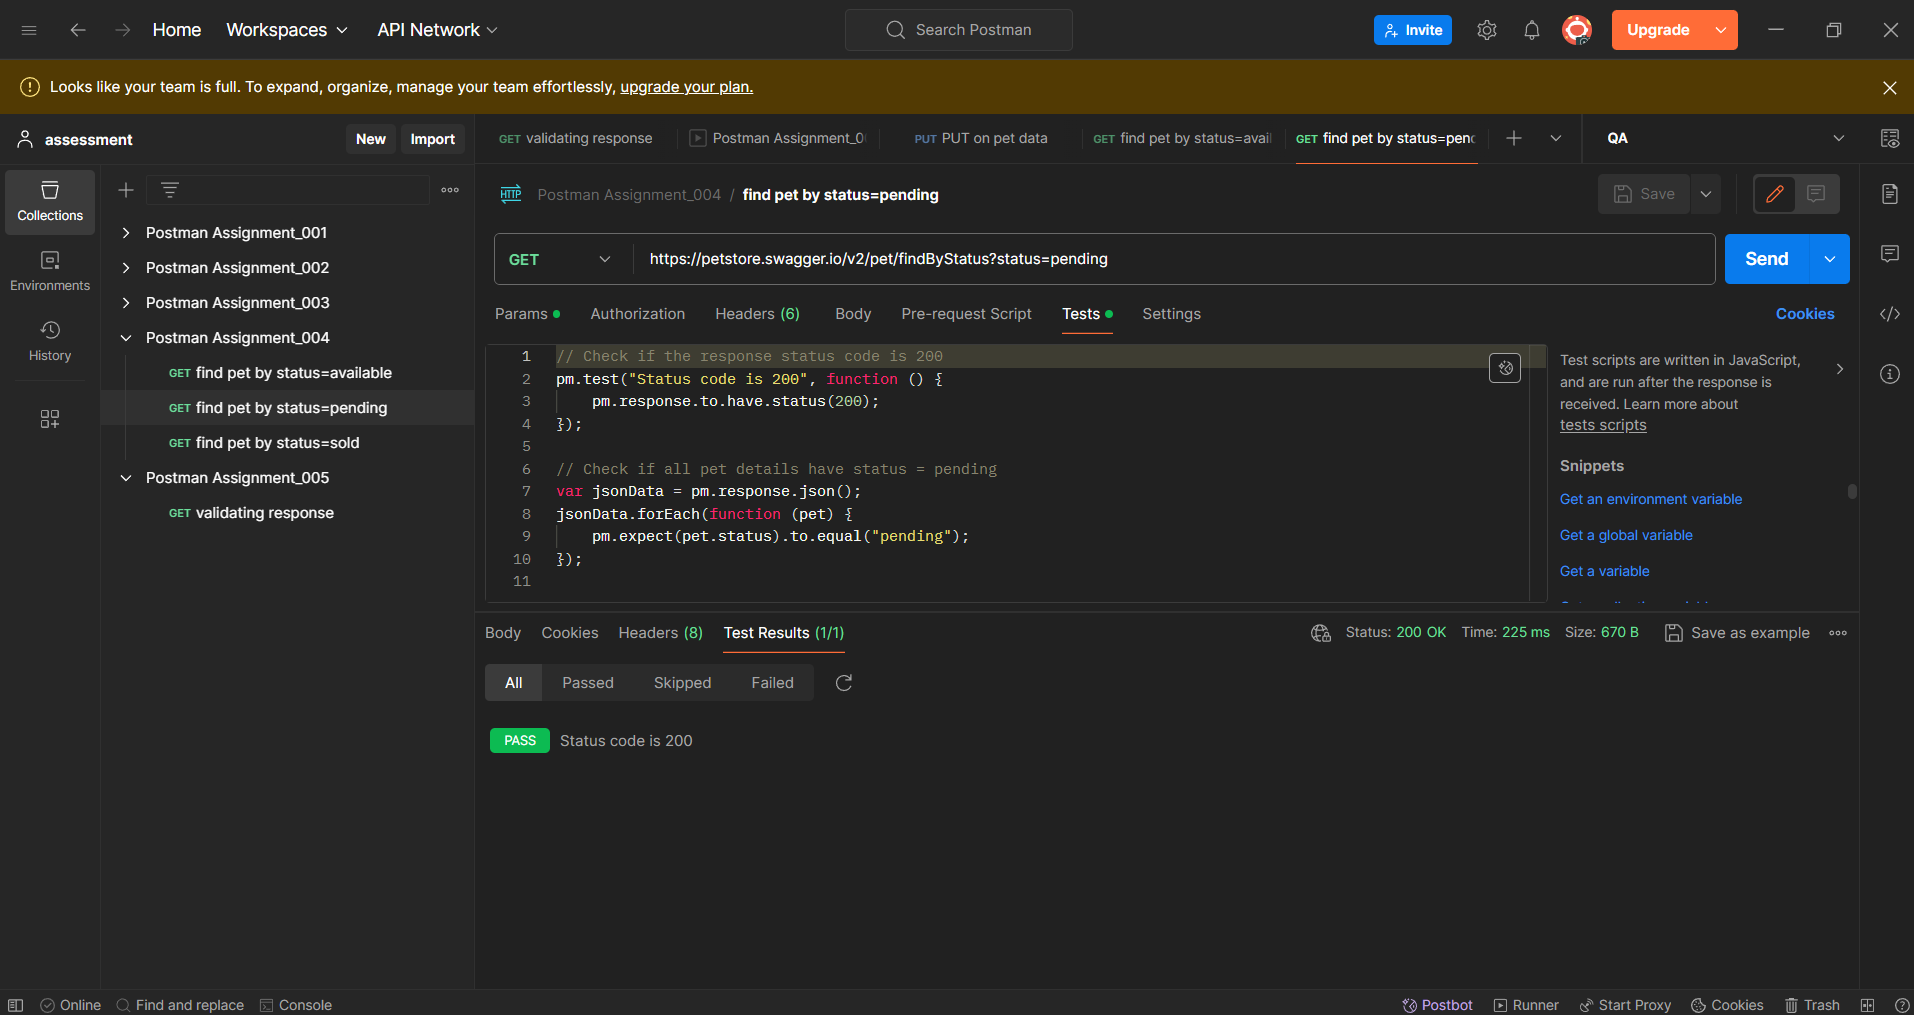 Home
Workspaces
API Network
Search Postman
Invite
Upgrade
Looks like your team is full. To expand, organize, manage your team effortlessly, upgrade your plan.
assessment
New
Import
GET validating response
Postman Assignment_0
PUT PUT on pet data
GET find pet by status=avail
GET find pet by status=pend
QA
Collections
Environments
History
Postman Assignment_001
Postman Assignment_002
Postman Assignment_003
Postman Assignment_004
GET find pet by status=available
GET find pet by status=pending
GET find pet by status=sold
Postman Assignment_005
GET validating response
HTTP Postman Assignment_004 / find pet by status=pending
Save
GET
https://petstore.swagger.io/v2/pet/findByStatus?status=pending
Send
Params
Authorization
Headers (6)
Body
Pre-request Script
Tests
Settings
Cookies
1 // Check if the response status code is 200
2 pm.test("Status code is 200", function () {
3 pm.response.to.have.status(200);
4 });
5
6 // Check if all pet details have status = pending
7 var jsonData = pm.response.json();
8 jsonData.forEach(function (pet) {
9 pm.expect(pet.status).to.equal("pending");
10 });
11
Test scripts are written in JavaScript,
and are run after the response is
received. Learn more about
tests scripts
Snippets
Get an environment variable
Get a global variable
Get a variable
Body
Cookies
Headers (8)
Test Results (1/1)
Status: 200 OK
Time: 225 ms
Size: 670 B
Save as example
All
Passed
Skipped
Failed
PASS Status code is 200
Online
Find and replace
Console
Postbot
Runner
Start Proxy
Cookies
Trash